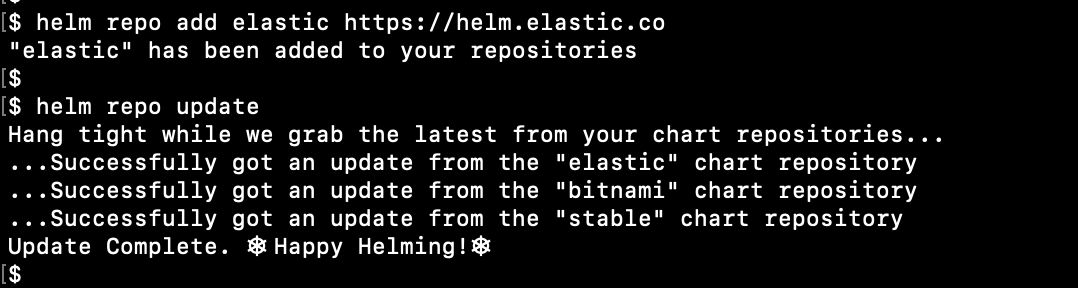 [$ helm repo add elastic https://helm.elastic.co
"elastic" has been added to your repositories
[$
[$ helm repo update
Hang tight while we grab the latest from your chart repositories...
...Successfully got an update from the "elastic" chart repository
...Successfully got an update from the "bitnami" chart repository
...Successfully got an update from the "stable" chart repository
Update Complete. ⎈Happy Helming!⎈
[$